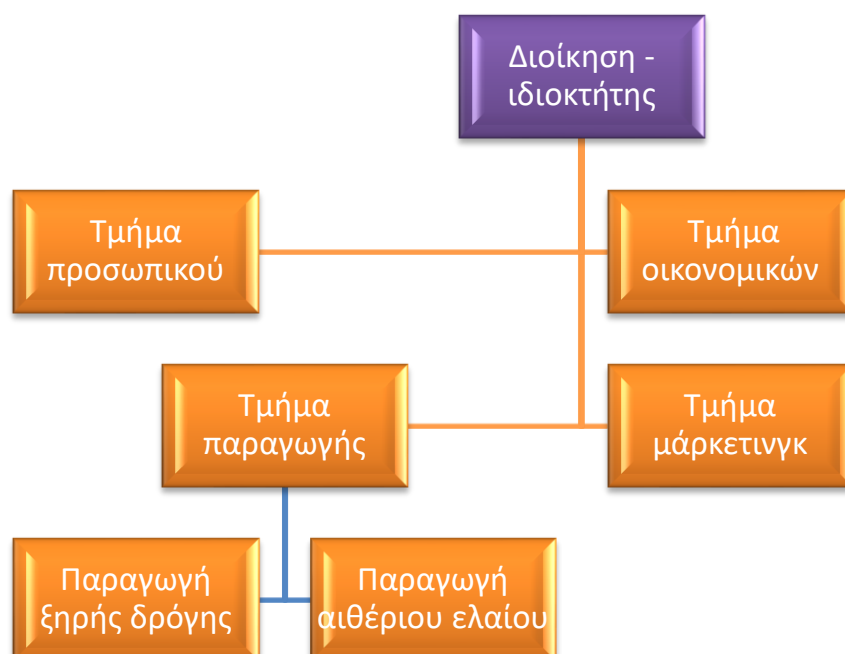 Διοίκηση -
ιδιοκτήτης
Τμήμα
προσωπικού
Τμήμα
οικονομικών
Τμήμα
παραγωγής
Τμήμα
μάρκετινγκ
Παραγωγή
ξηρής δρόγης
Παραγωγή
αιθέριου ελαίου